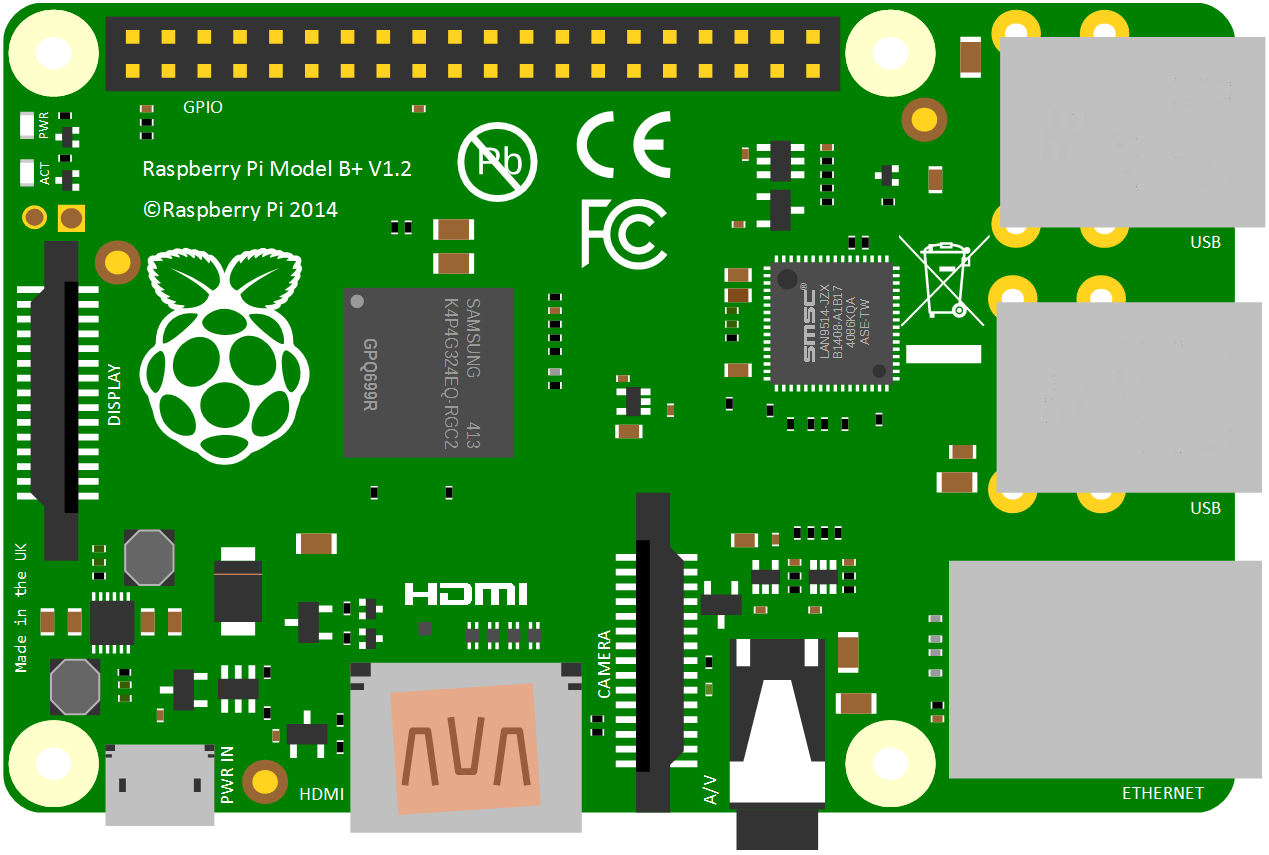 GPIO
PWR
ACT
Raspberry Pi Model B+ V1.2
©Raspberry Pi 2014
Pb
CE
FC
USB
DISPLAY
SAMSUNG 413
K4P4G324EQ-RGC2
GPQ699R
smsc®
LAN9514-JZX
B1408-A1B17
4086KQA
ASE-TW
USB
Made in the UK
HDMI
CAMERA
PWR IN
HDMI
A/V
ETHERNET